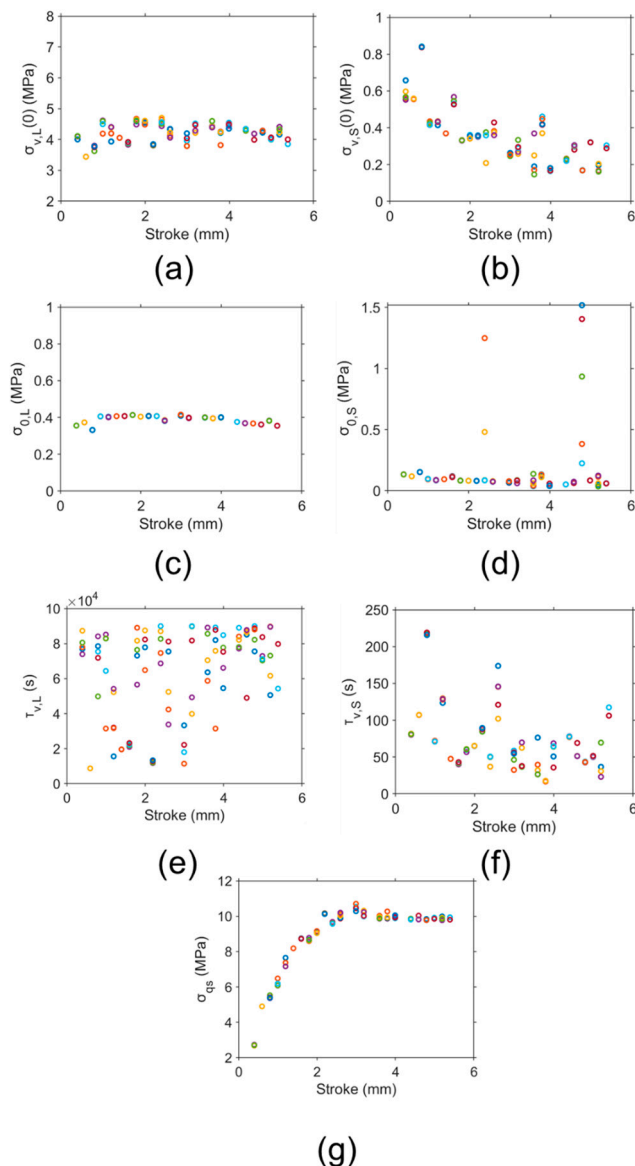 8
7
6
5
4
3
2
0 2 4 6
σv,L(0) (MPa)
Stroke (mm)
(a)
1
0.8
0.6
0.4
0.2
0
0 2 4 6
σv,S(0) (MPa)
Stroke (mm)
(b)
1
0.8
0.6
0.4
0.2
0
0 2 4 6
σ0,L (MPa)
Stroke (mm)
(c)
1.5
1
0.5
0
0 2 4 6
σ0,S (MPa)
Stroke (mm)
(d)
× 10⁴
10
8
6
4
2
0
0 2 4 6
τv,L (s)
Stroke (mm)
(e)
250
200
150
100
50
0
0 2 4 6
τv,S (s)
Stroke (mm)
(f)
12
10
8
6
4
2
0 2 4 6
σqs (MPa)
Stroke (mm)
(g)